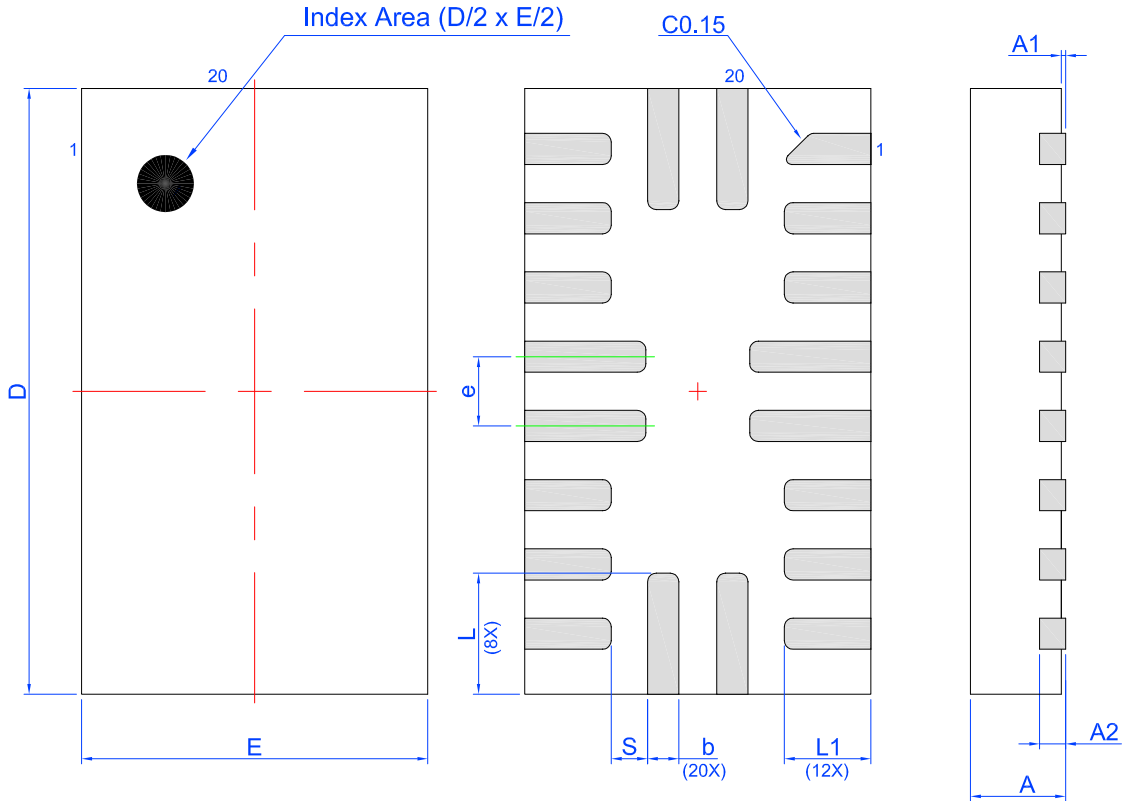 Index Area (D/2 x E/2)
C0.15
A1
20
20
1
1
D
e
L
(8X)
E
S
b
(20X)
L1
(12X)
A2
A